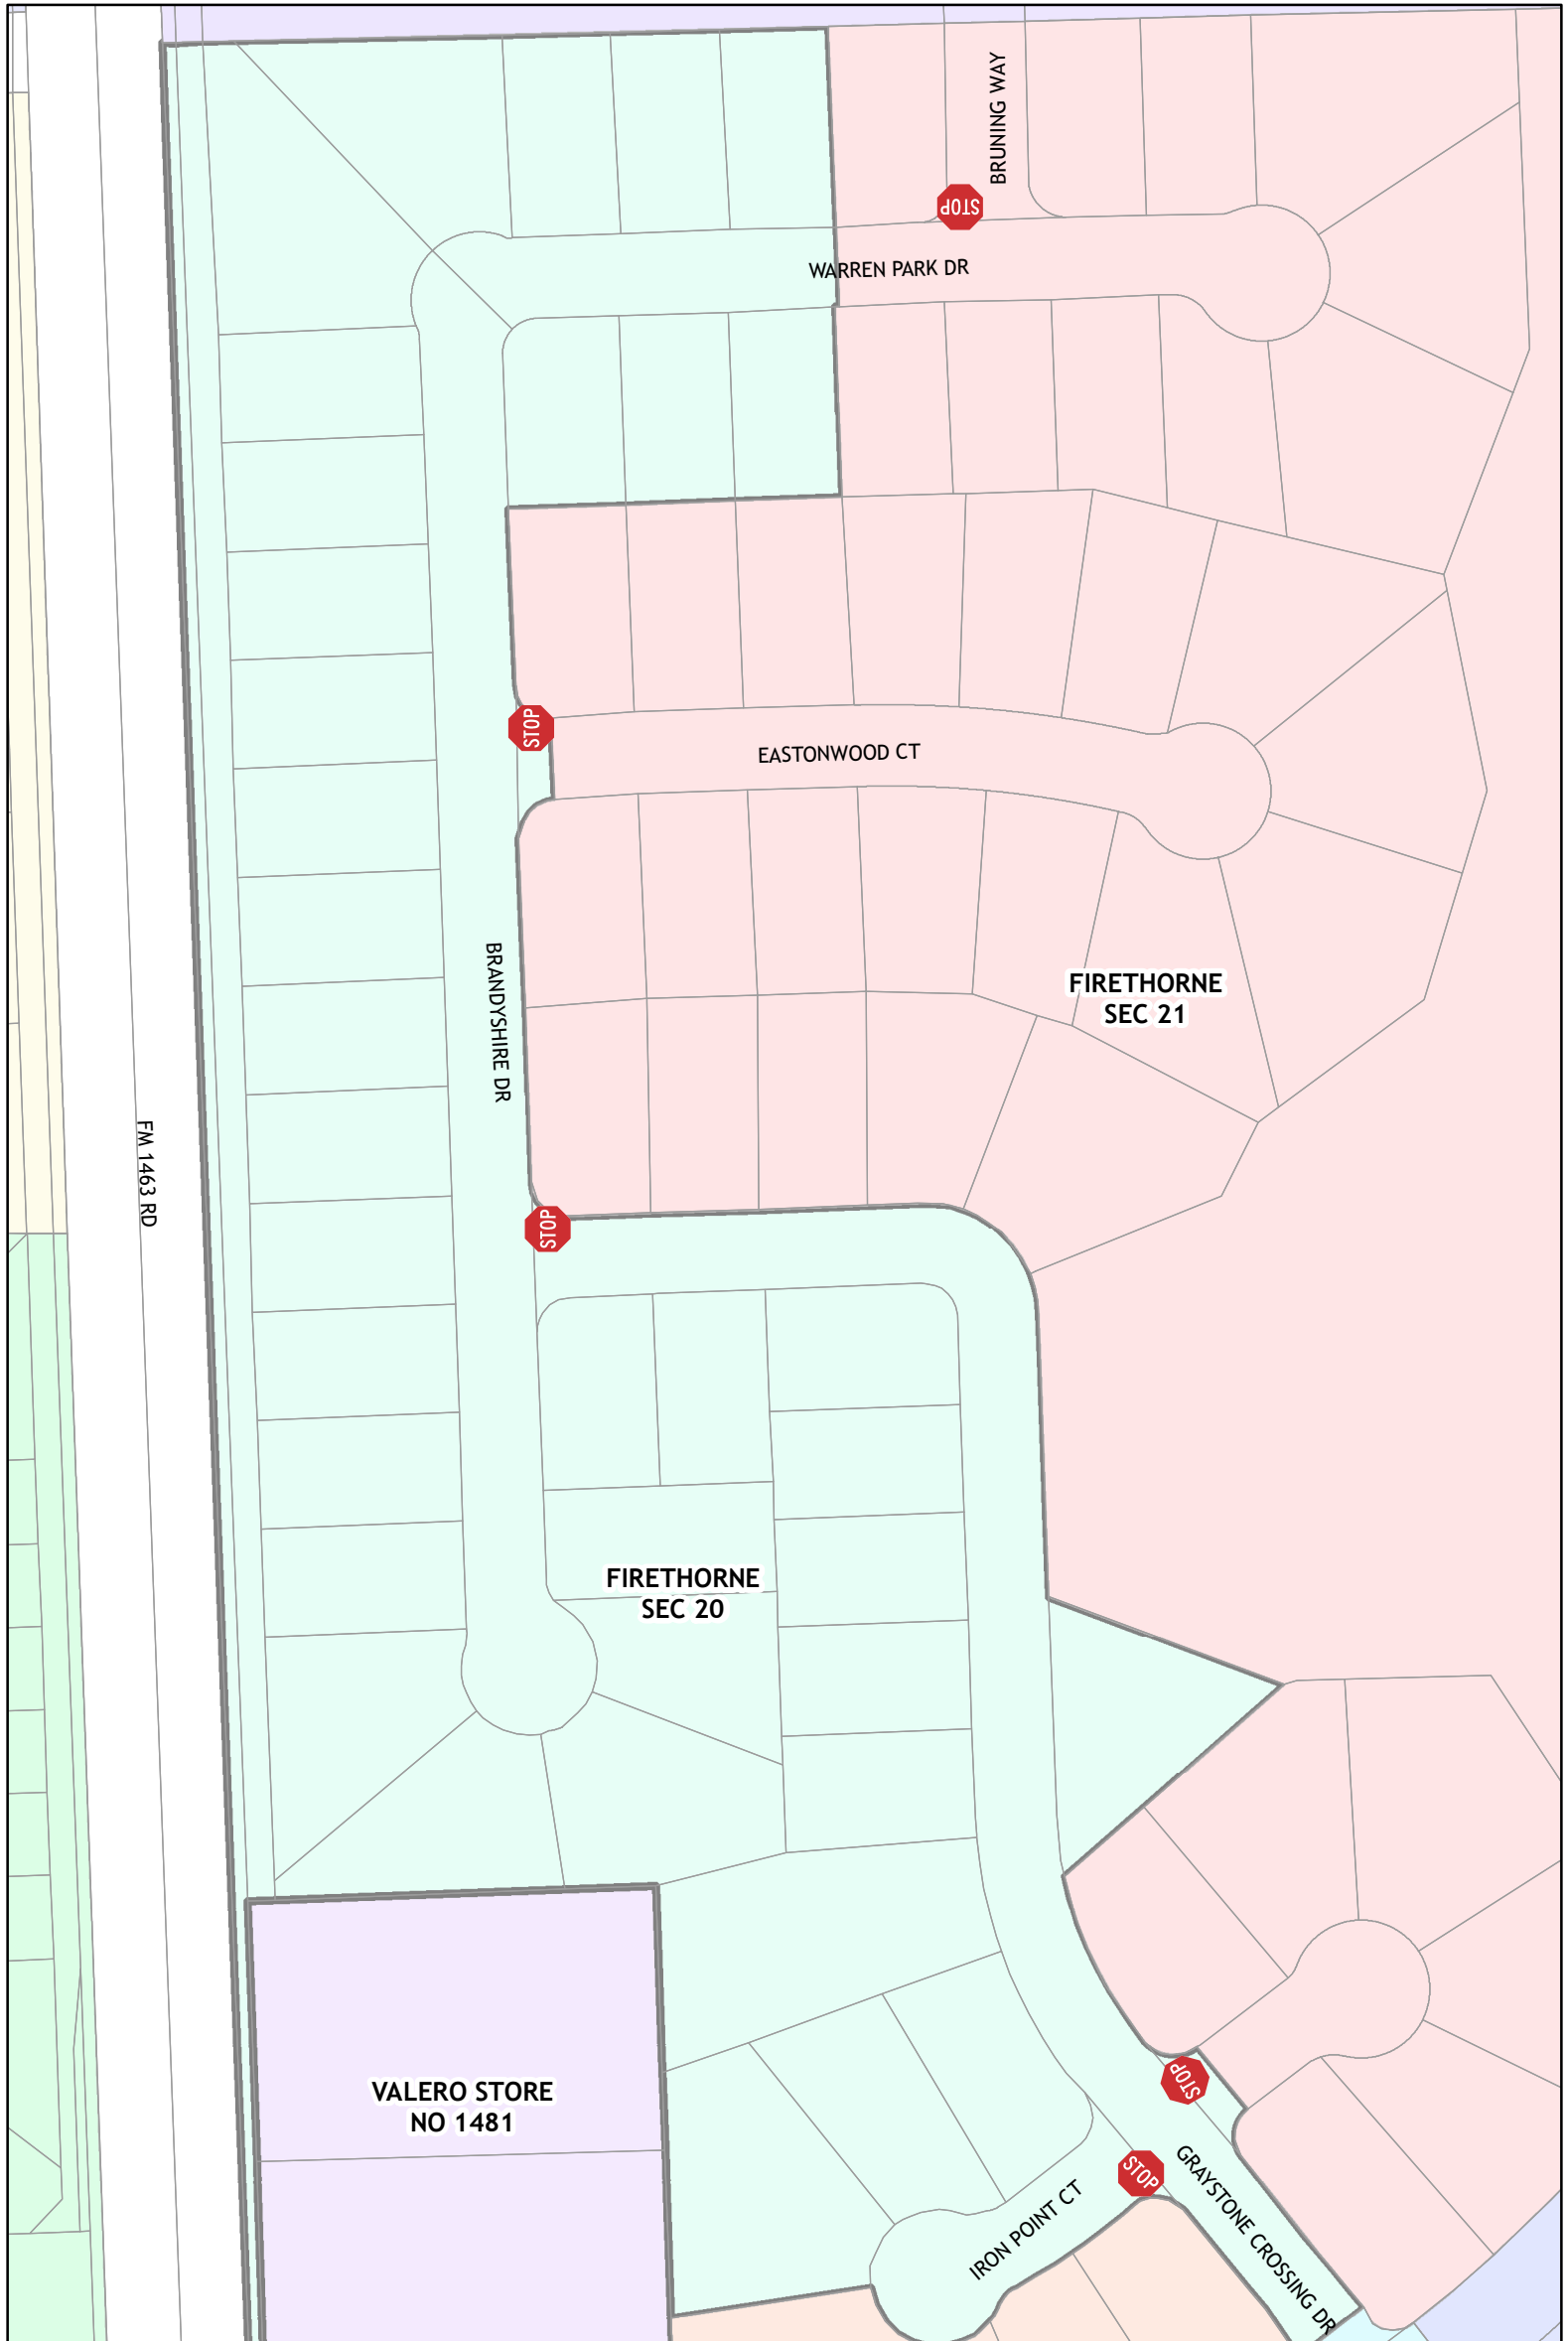 BRUNING WAY
STOP
WARREN PARK DR
STOP
EASTONWOOD CT
BRANDYSHIRE DR
FIRETHORNE
SEC 21
FM 1463 RD
STOP
FIRETHORNE
SEC 20
VALERO STORE
NO 1481
STOP
STOP
GRAYSTONE CROSSING DR
IRON POINT CT